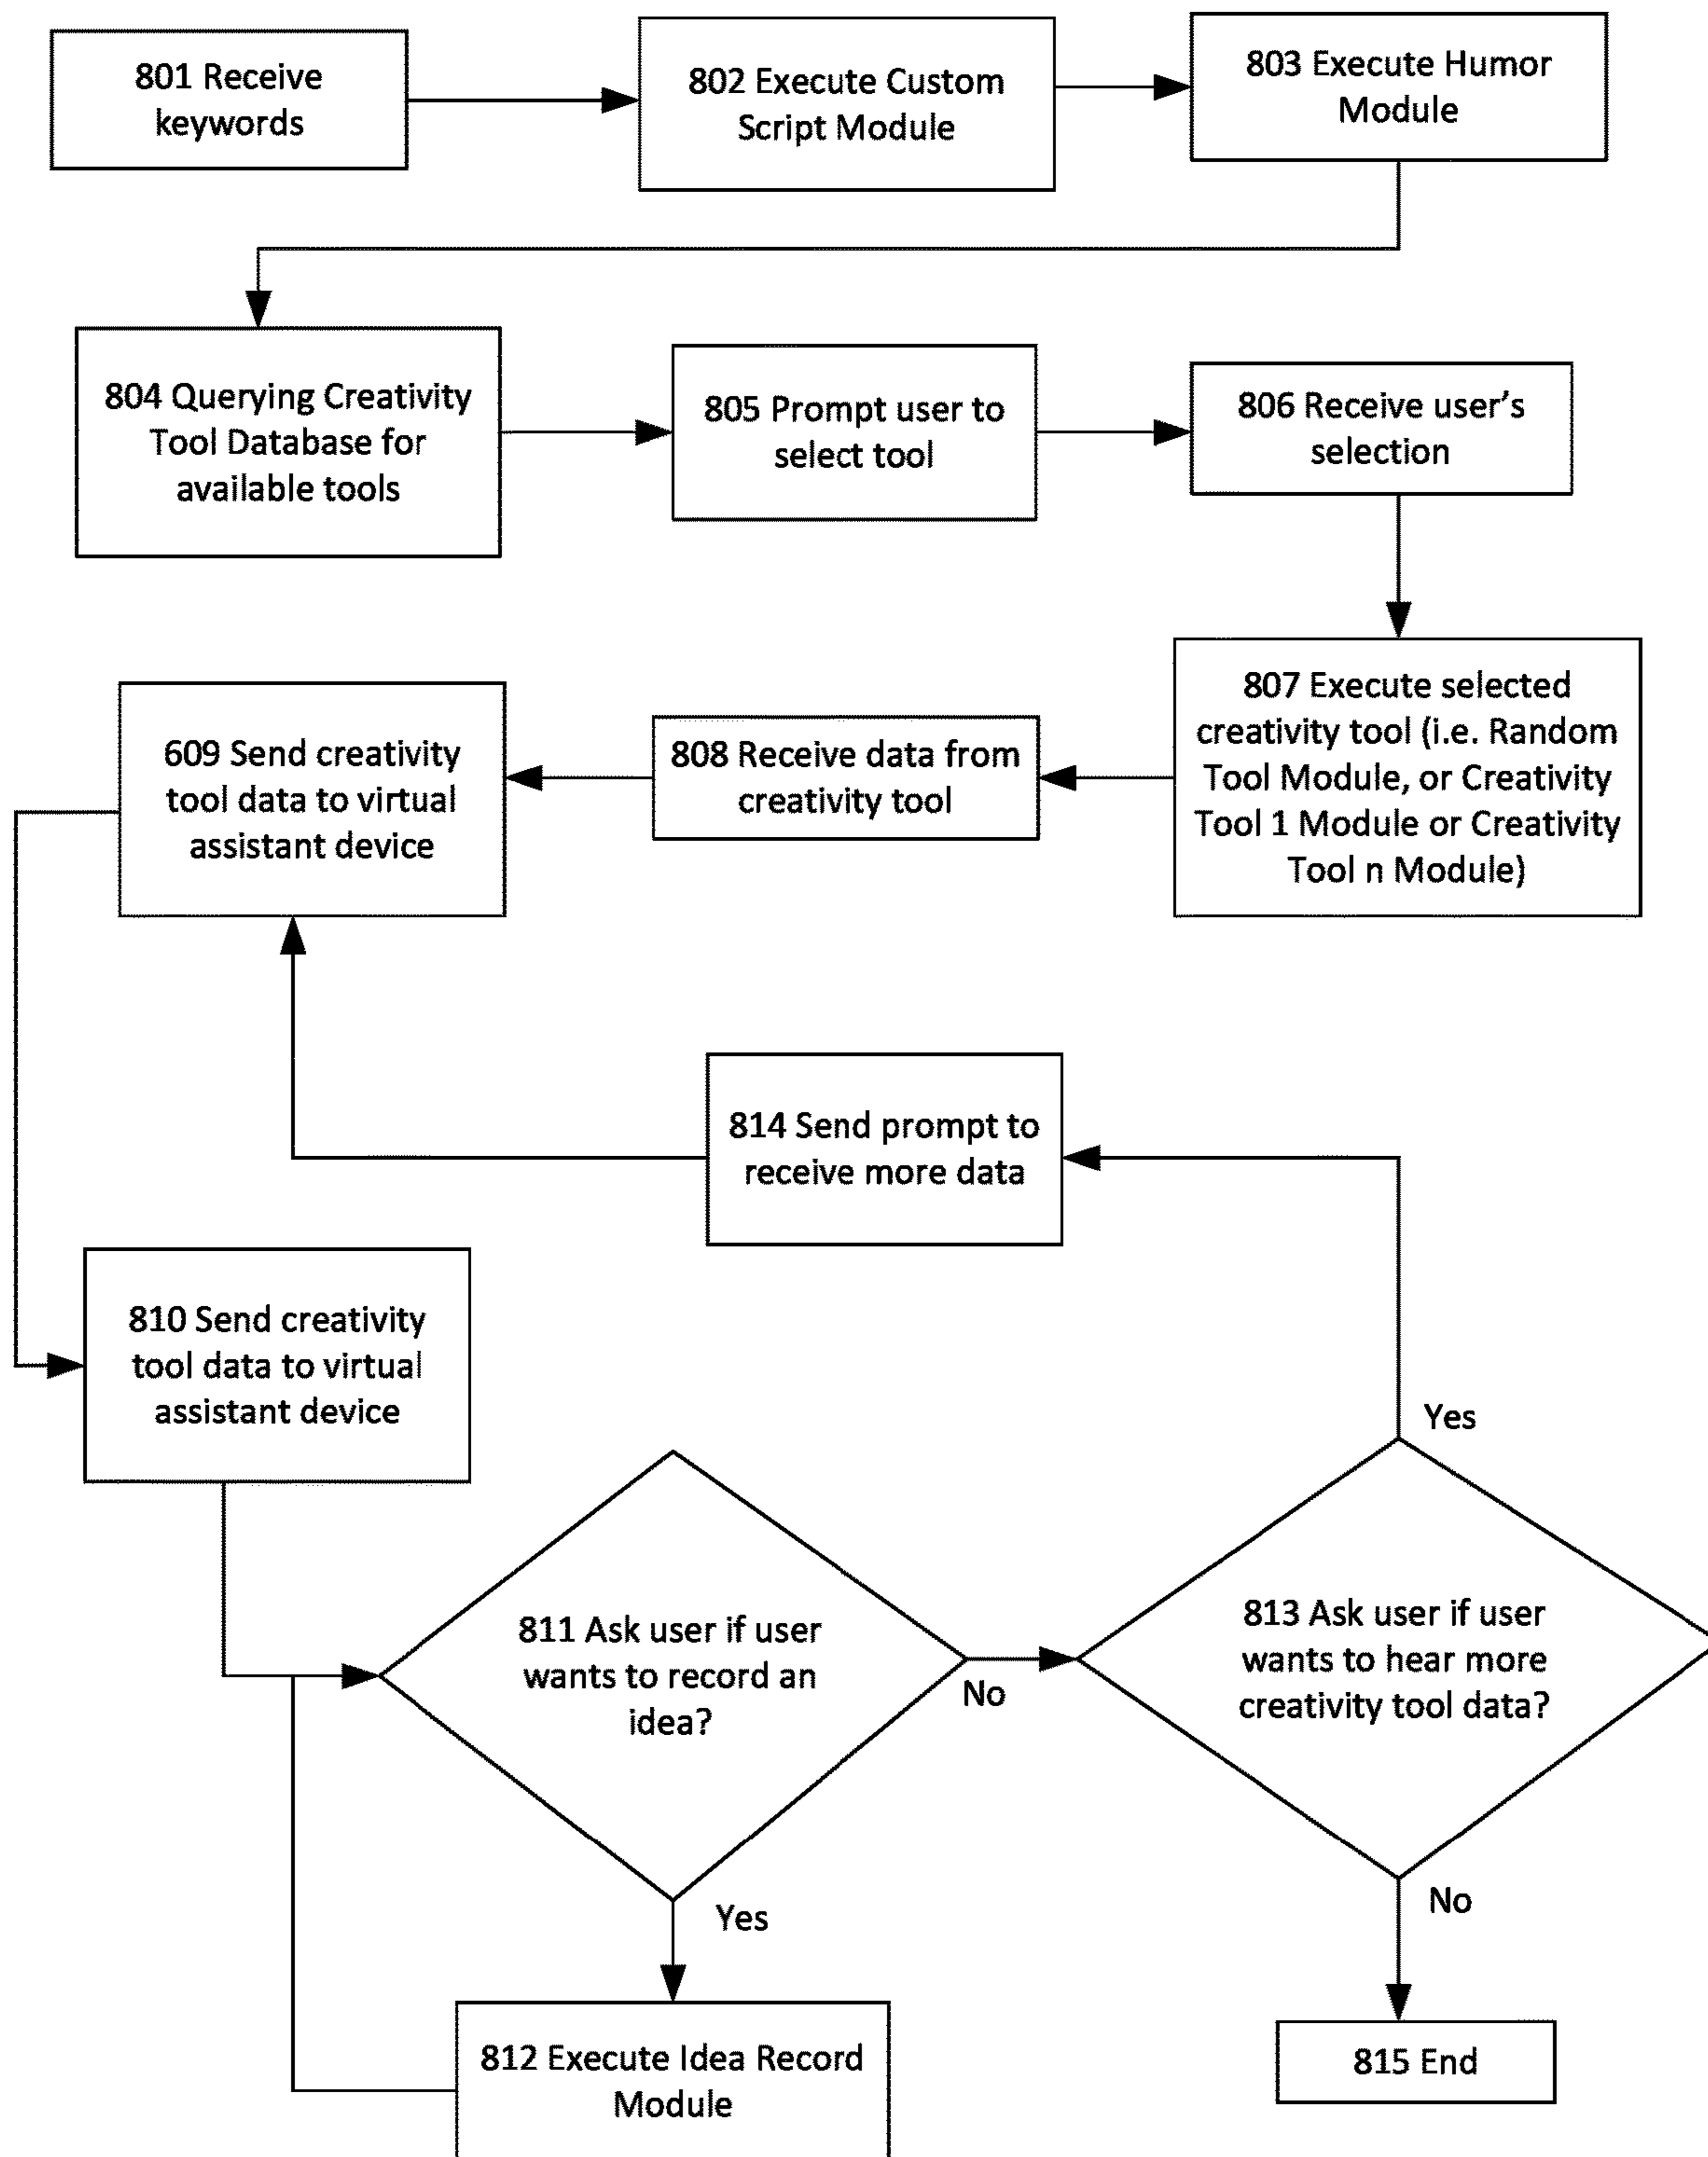 801 Receive
keywords
802 Execute Custom
Script Module
803 Execute Humor
Module
804 Querying Creativity
Tool Database for
available tools
805 Prompt user to
select tool
806 Receive user's
selection
807 Execute selected
creativity tool (i.e. Random
Tool Module, or Creativity
Tool 1 Module or Creativity
Tool n Module)
808 Receive data from
creativity tool
609 Send creativity
tool data to virtual
assistant device
814 Send prompt to
receive more data
810 Send creativity
tool data to virtual
assistant device
811 Ask user if user
wants to record an
idea?
No
Yes
813 Ask user if user
wants to hear more
creativity tool data?
Yes
No
812 Execute Idea Record
Module
815 End